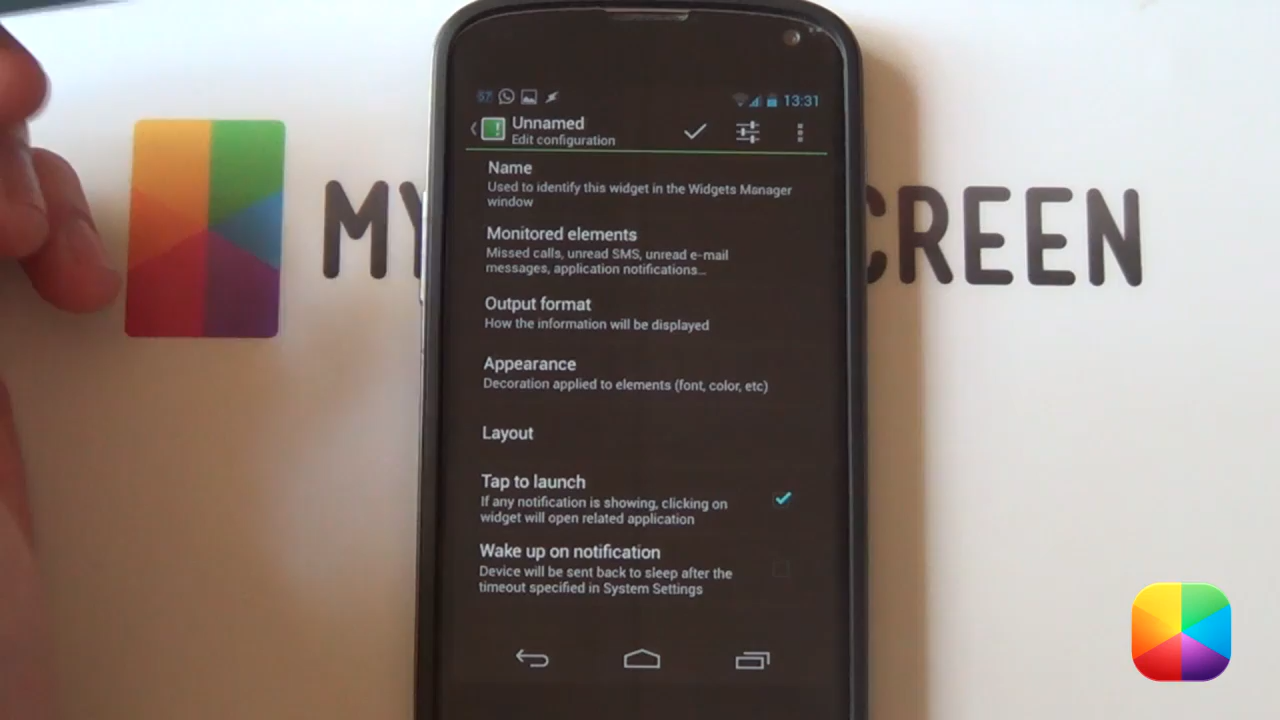 57 13:31
Unnamed
Edit configuration
Name
Used to identify this widget in the Widgets Manager
window
MY CREEN
Monitored elements
Missed calls, unread SMS, unread e-mail
messages, application notifications...
Output format
How the information will be displayed
Appearance
Decoration applied to elements (font, color, etc)
Layout
Tap to launch
If any notification is showing, clicking on
widget will open related application
Wake up on notification
Device will be sent back to sleep after the
timeout specified in System Settings